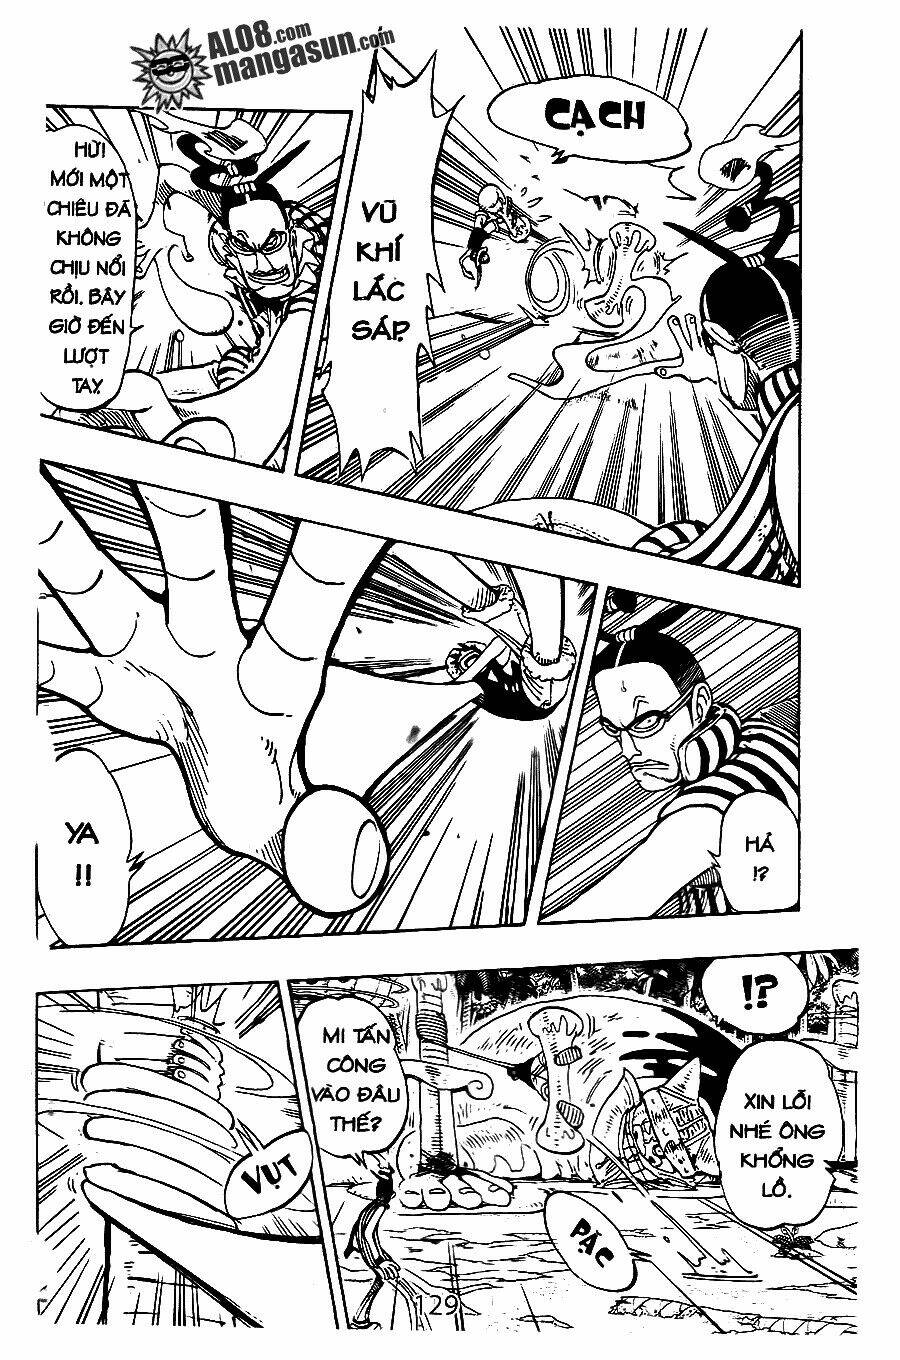 AL08.com
mangasun.com
CẠCH
VŨ
KHÍ
LẮC
SÁP.
HỪ!
MỚI MỘT
CHIÊU ĐÃ
KHÔNG
CHỊU NỔI
RỒI. BÂY
GIỜ ĐẾN
LƯỢT
TAY.
YA
!!
HẢ
!?
!?
XIN LỖI
NHÉ ÔNG
KHỔNG
LỒ.
MI TẤN
CÔNG
VÀO ĐÂU
THẾ?
PẶC
VỤT
129